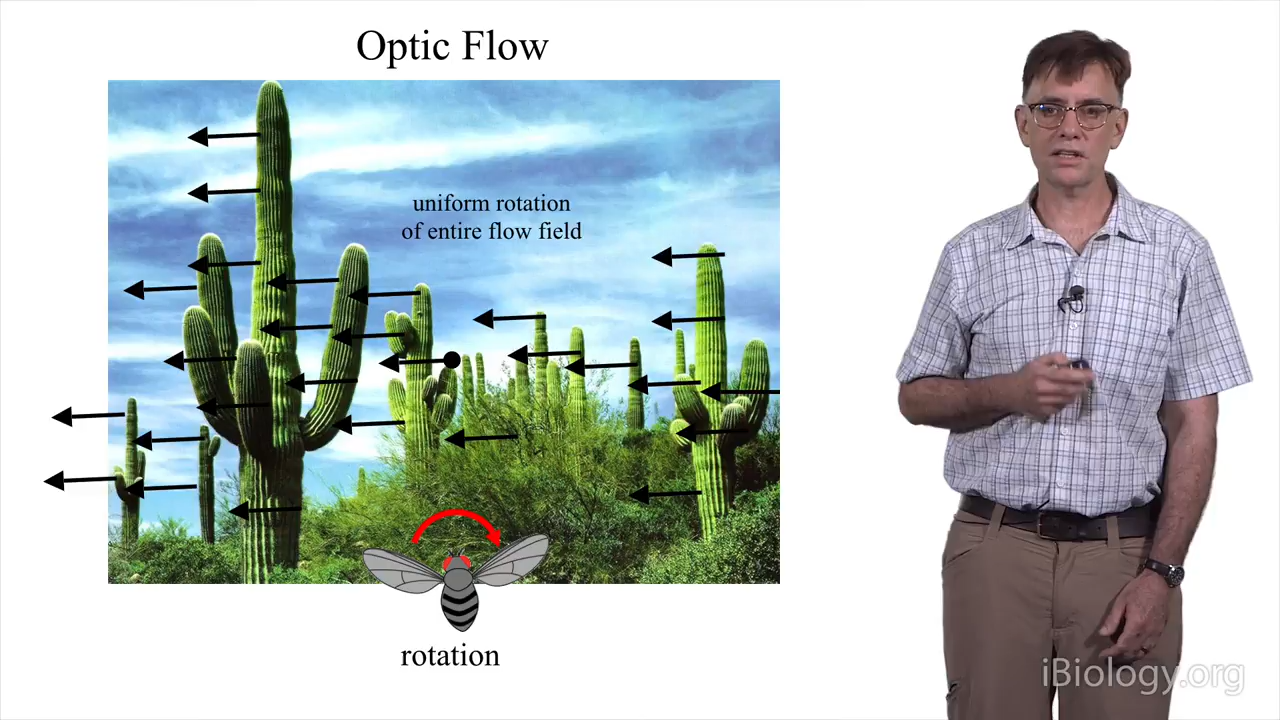 Optic Flow
uniform rotation
of entire flow field
rotation
iBiology.org